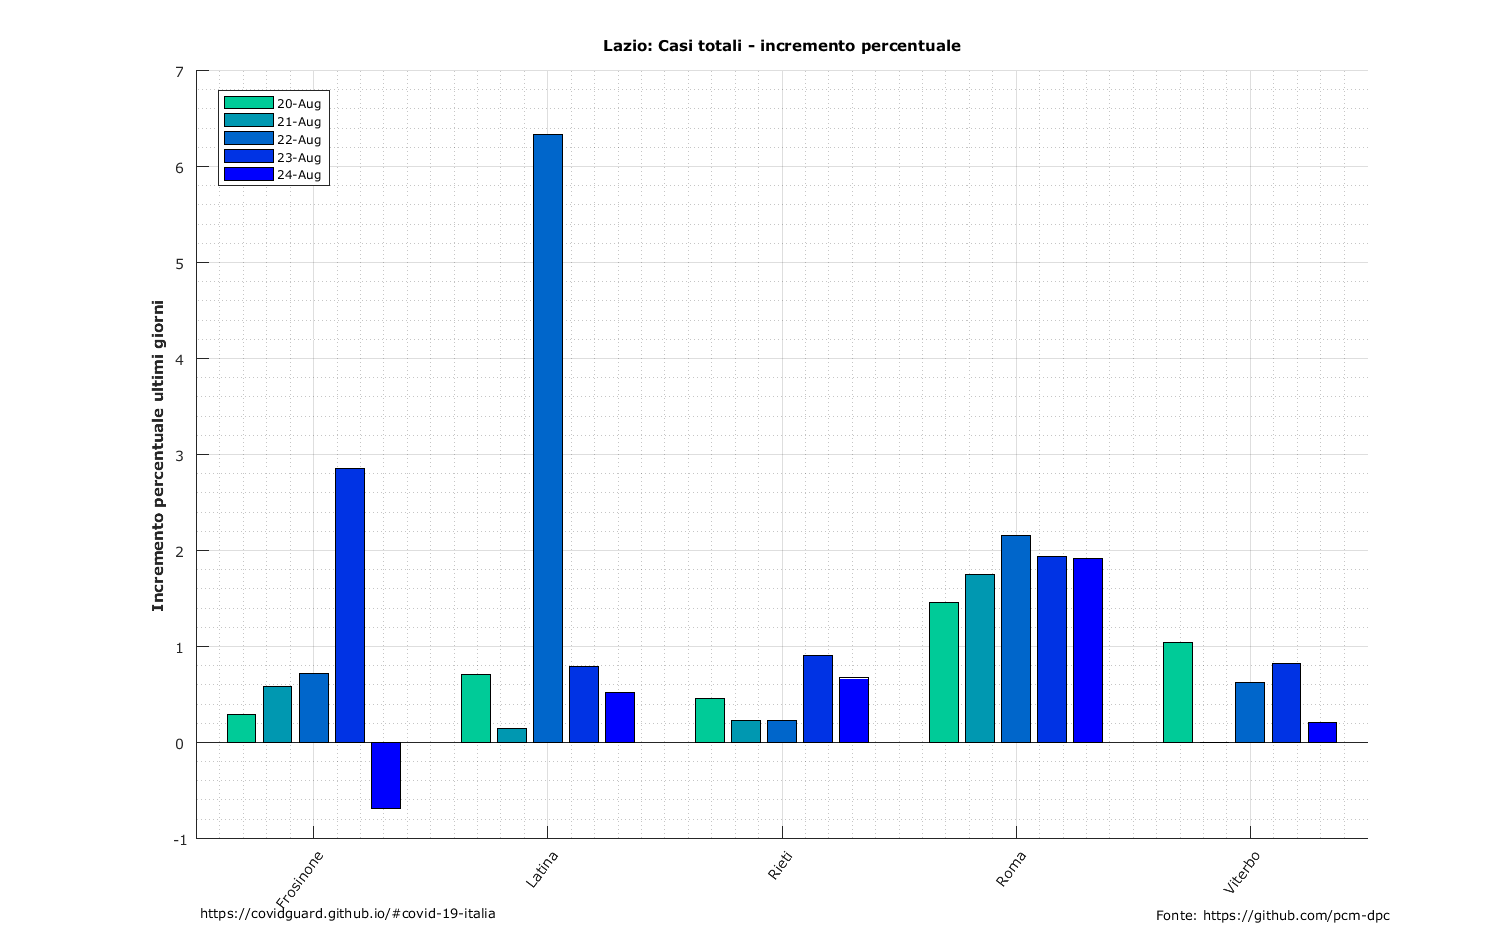 Lazio: Casi totali - incremento percentuale
7
6
5
4
3
2
1
0
-1
Incremento percentuale ultimi giorni
20-Aug
21-Aug
22-Aug
23-Aug
24-Aug
Frosinone
Latina
Rieti
Roma
Viterbo
https://covidguard.github.io/#covid-19-italia
Fonte: https://github.com/pcm-dpc